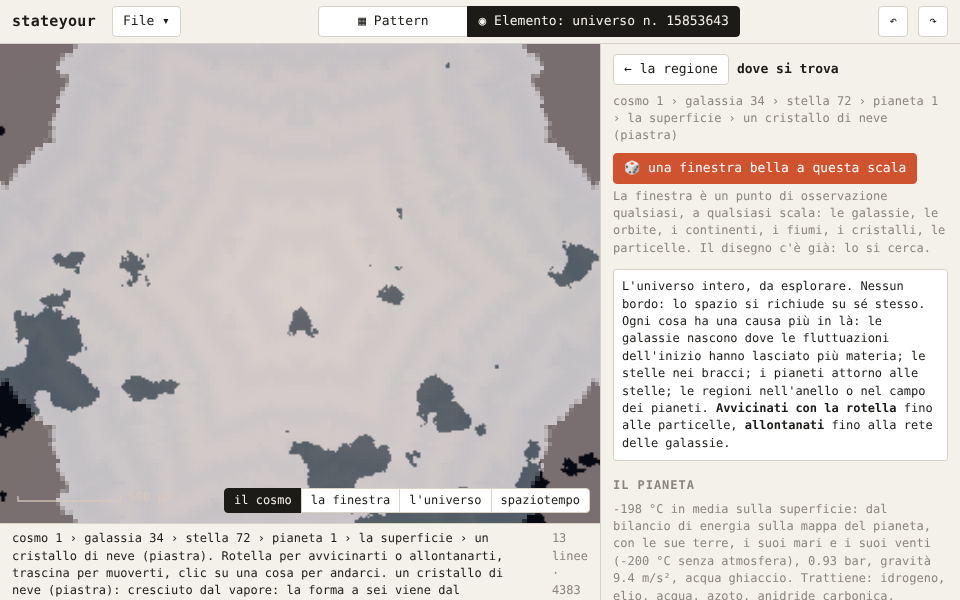 stateyour
File ▾
▦ Pattern
◉ Elemento: universo n. 15853643
↶
↷
← la regione
dove si trova
cosmo 1 › galassia 34 › stella 72 › pianeta 1
› la superficie › un cristallo di neve
(piastra)
🎲 una finestra bella a questa scala
La finestra è un punto di osservazione
qualsiasi, a qualsiasi scala: le galassie, le
orbite, i continenti, i fiumi, i cristalli, le
particelle. Il disegno c'è già: lo si cerca.
L'universo intero, da esplorare. Nessun
bordo: lo spazio si richiude su sé stesso.
Ogni cosa ha una causa più in là: le
galassie nascono dove le fluttuazioni
dell'inizio hanno lasciato più materia; le
stelle nei bracci; i pianeti attorno alle
stelle; le regioni nell'anello o nel campo
dei pianeti. Avvicinati con la rotella fino
alle particelle, allontanati fino alla rete
delle galassie.
IL PIANETA
-198 °C in media sulla superficie: dal
bilancio di energia sulla mappa del pianeta,
con le sue terre, i suoi mari e i suoi venti
(-200 °C senza atmosfera), 0.93 bar, gravità
9.4 m/s², acqua ghiaccio. Trattiene: idrogeno,
elio, acqua, azoto, anidride carbonica,
il cosmo
la finestra
l'universo
spaziotempo
cosmo 1 › galassia 34 › stella 72 › pianeta 1 › la superficie › un
cristallo di neve (piastra). Rotella per avvicinarti o allontanarti,
trascina per muoverti, clic su una cosa per andarci. un cristallo di
neve (piastra): cresciuto dal vapore: la forma a sei viene dal
13
linee
·
4383